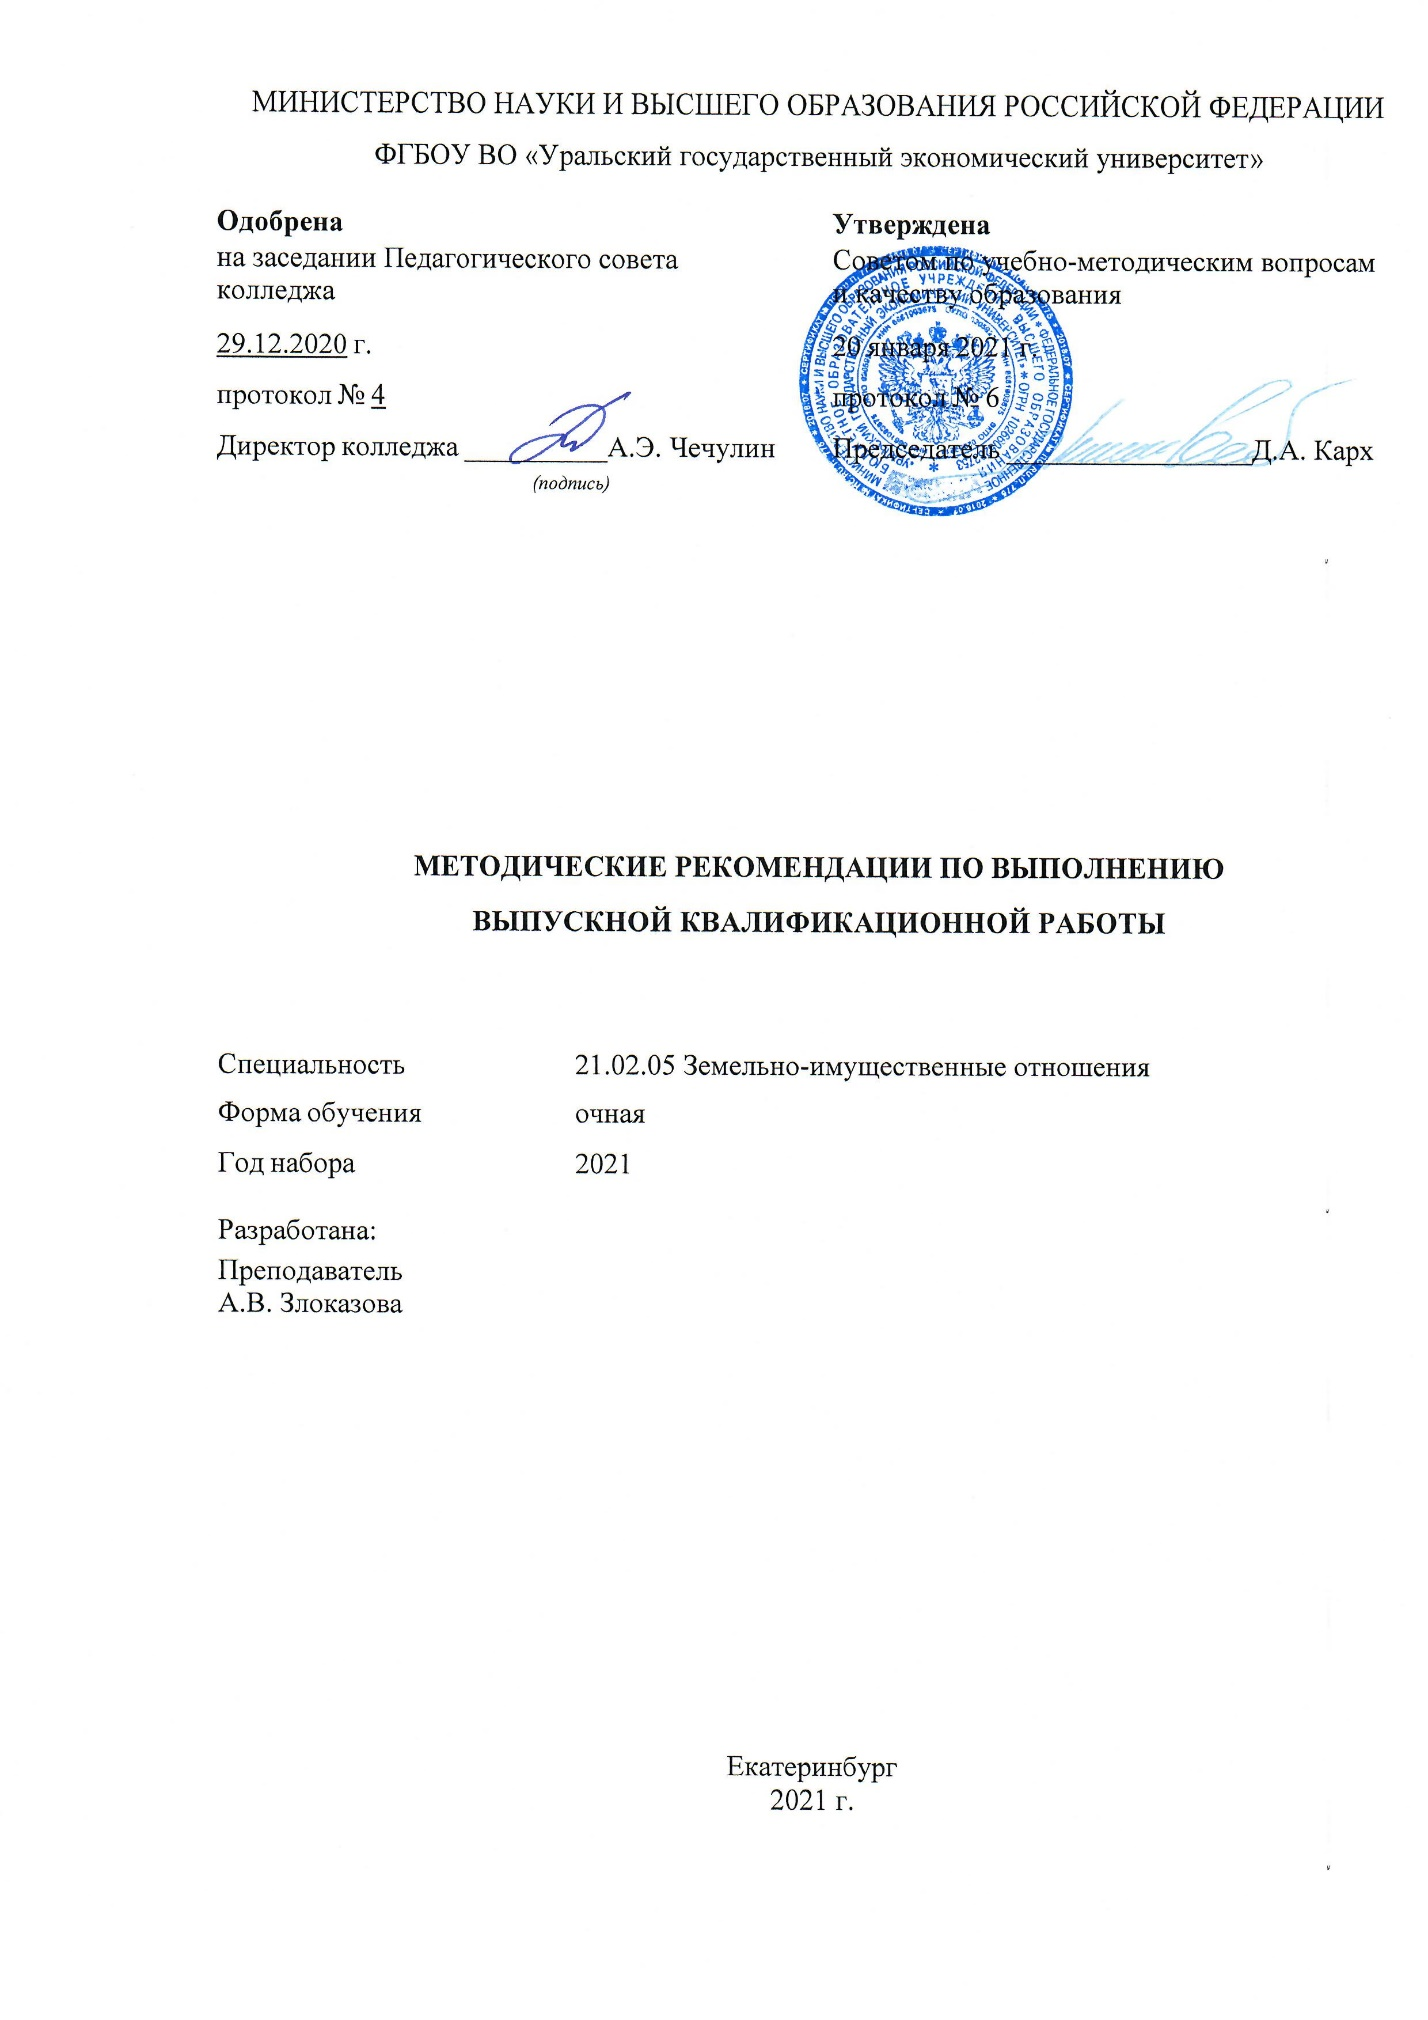 МИНИСТЕРСТВО НАУКИ И ВЫСШЕГО ОБРАЗОВАНИЯ РОССИЙСКОЙ ФЕДЕРАЦИИ
ФГБОУ ВО «Уральский государственный экономический университет»
Одобрена
на заседании Педагогического совета
колледжа
29.12.2020 г.
протокол № 4
Директор колледжа __________А.Э. Чечулин
(подпись)
Утверждена
Советом по учебно-методическим вопросам
и качеству образования
20 января 2021 г.
протокол № 6
Председатель __________________Д.А. Карх
МЕТОДИЧЕСКИЕ РЕКОМЕНДАЦИИ ПО ВЫПОЛНЕНИЮ
ВЫПУСКНОЙ КВАЛИФИКАЦИОННОЙ РАБОТЫ
Специальность 21.02.05 Земельно-имущественные отношения
Форма обучения очная
Год набора 2021
Разработана:
Преподаватель
А.В. Злоказова
Екатеринбург
2021 г.